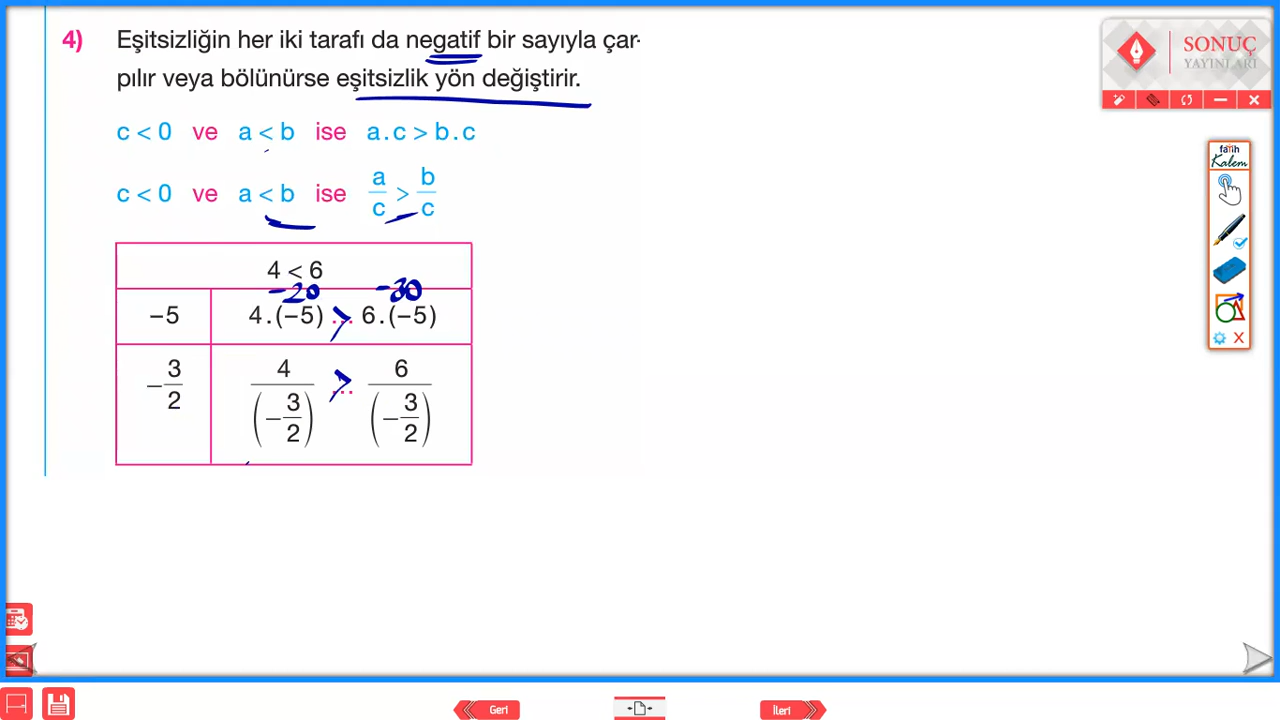 4) Eşitsizliğin her iki tarafı da negatif bir sayıyla çar-
pılır veya bölünürse eşitsizlik yön değiştirir.
c < 0 ve a < b ise a.c > b.c
c < 0 ve a < b ise a/c > b/c
4 < 6
-20 -30
−5 4.(−5) > ... 6.(−5)
−3/2 4/(−3/2) > ... 6/(−3/2)
SONUÇ
YAYINLARI
fatih
Kalem
Geri
İleri